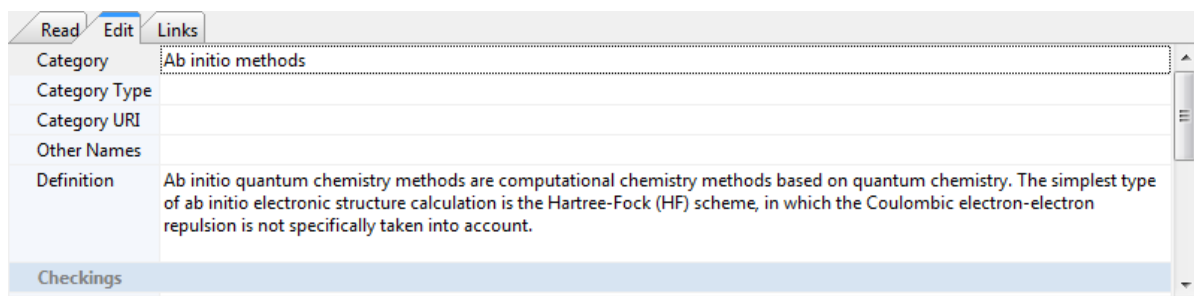 Read Edit Links
Category Ab initio methods
Category Type
Category URI
Other Names
Definition Ab initio quantum chemistry methods are computational chemistry methods based on quantum chemistry. The simplest type
of ab initio electronic structure calculation is the Hartree-Fock (HF) scheme, in which the Coulombic electron-electron
repulsion is not specifically taken into account.
Checkings